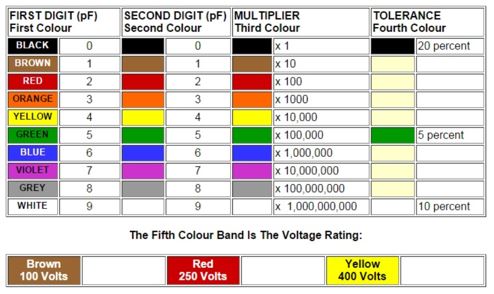 FIRST DIGIT (pF) SECOND DIGIT (pF) MULTIPLIER TOLERANCE
First Colour Second Colour Third Colour Fourth Colour
BLACK 0 0 x 1 20 percent
BROWN 1 1 x 10
RED 2 2 x 100
ORANGE 3 3 x 1000
YELLOW 4 4 x 10,000
GREEN 5 5 x 100,000 5 percent
BLUE 6 6 x 1,000,000
VIOLET 7 7 x 10,000,000
GREY 8 8 x 100,000,000
WHITE 9 9 x 1,000,000,000 10 percent
The Fifth Colour Band Is The Voltage Rating:
Brown Red Yellow
100 Volts 250 Volts 400 Volts